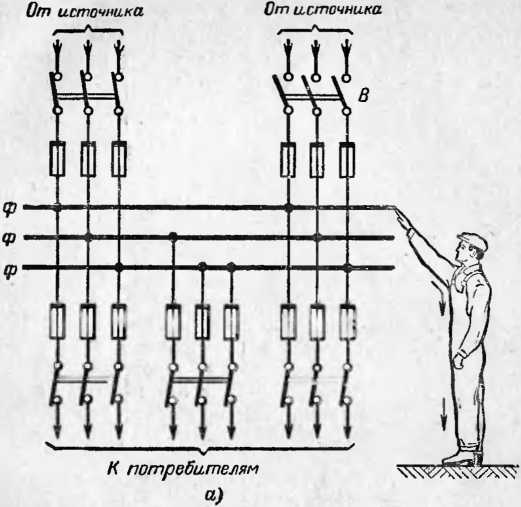 От источника
От источника
В
Ф
Ф
Ф
К потребителям
а)